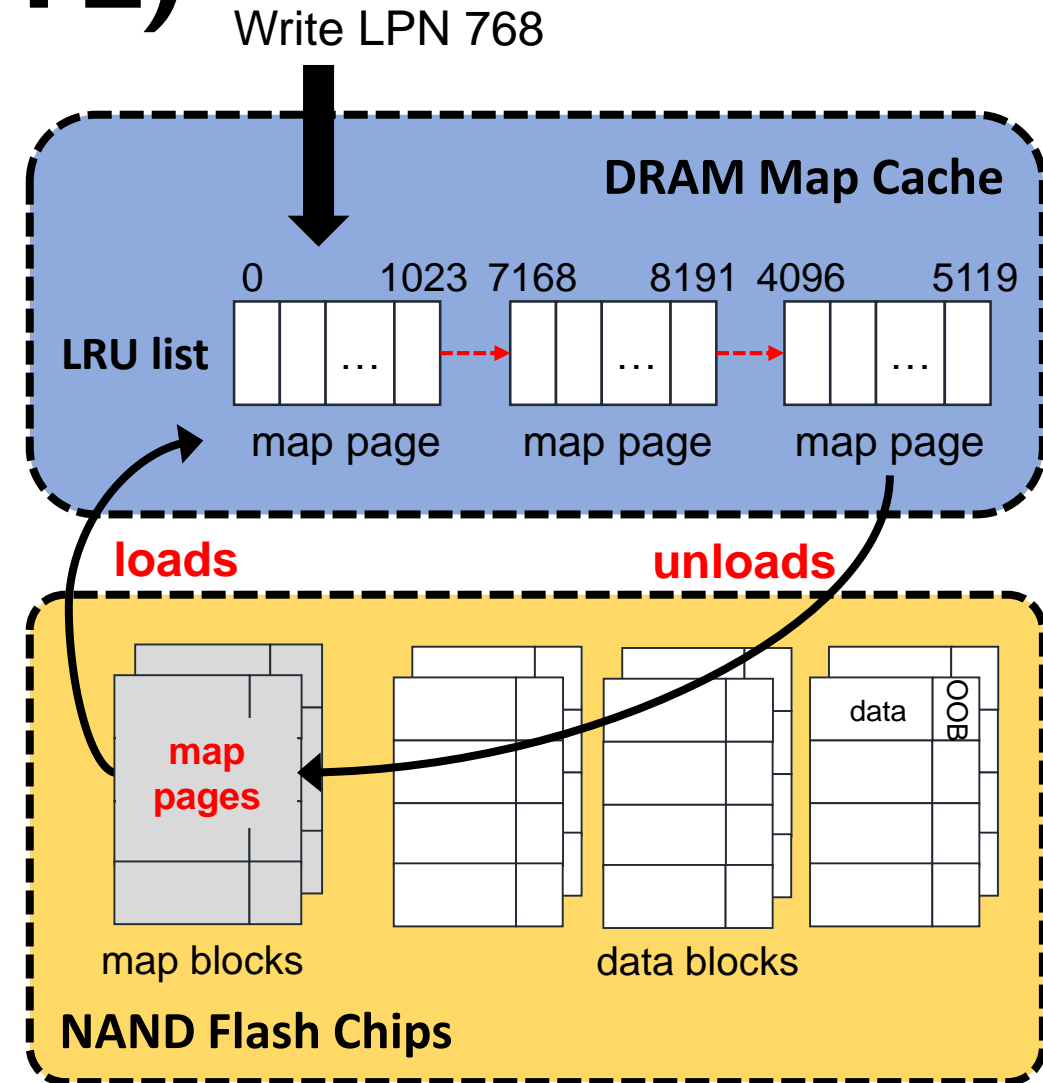 Write LPN 768
DRAM Map Cache
0 1023 7168 8191 4096 5119
LRU list
... ... ...
map page map page map page
loads unloads
data OOB
map
pages
map blocks data blocks
NAND Flash Chips